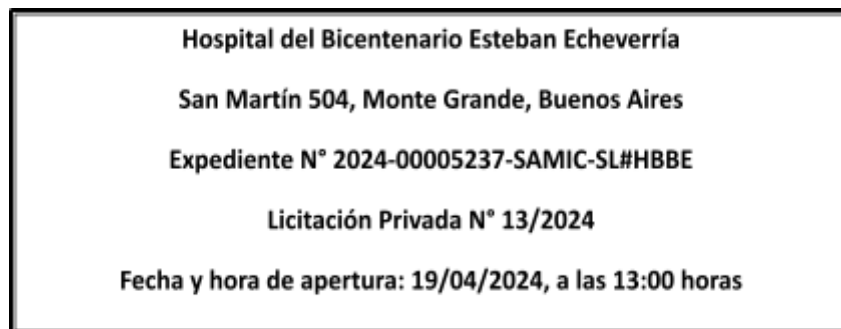 Hospital del Bicentenario Esteban Echeverría
San Martín 504, Monte Grande, Buenos Aires
Expediente N° 2024-00005237-SAMIC-SL#HBBE
Licitación Privada N° 13/2024
Fecha y hora de apertura: 19/04/2024, a las 13:00 horas